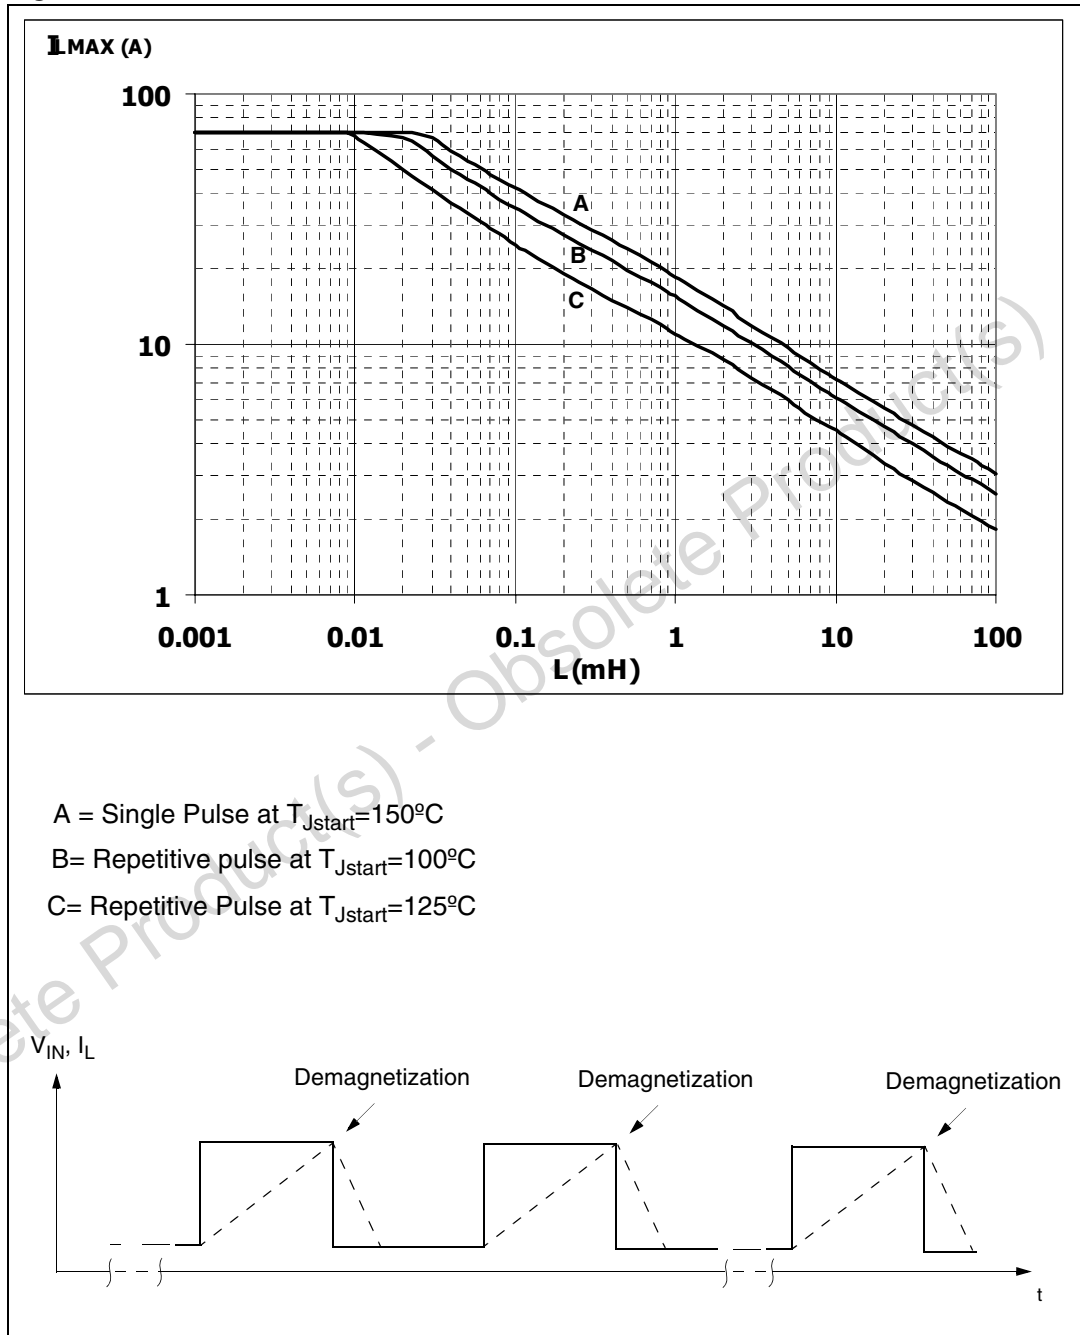 ILMAX (A)
100
10
1
A
B
C
0.001 0.01 0.1 1 10 100
L(mH)
A = Single Pulse at TJstart=150ºC
B= Repetitive pulse at TJstart=100ºC
C= Repetitive Pulse at TJstart=125ºC
VIN, IL
Demagnetization Demagnetization Demagnetization
t
ete Product(s) - Obsolete Product(s)